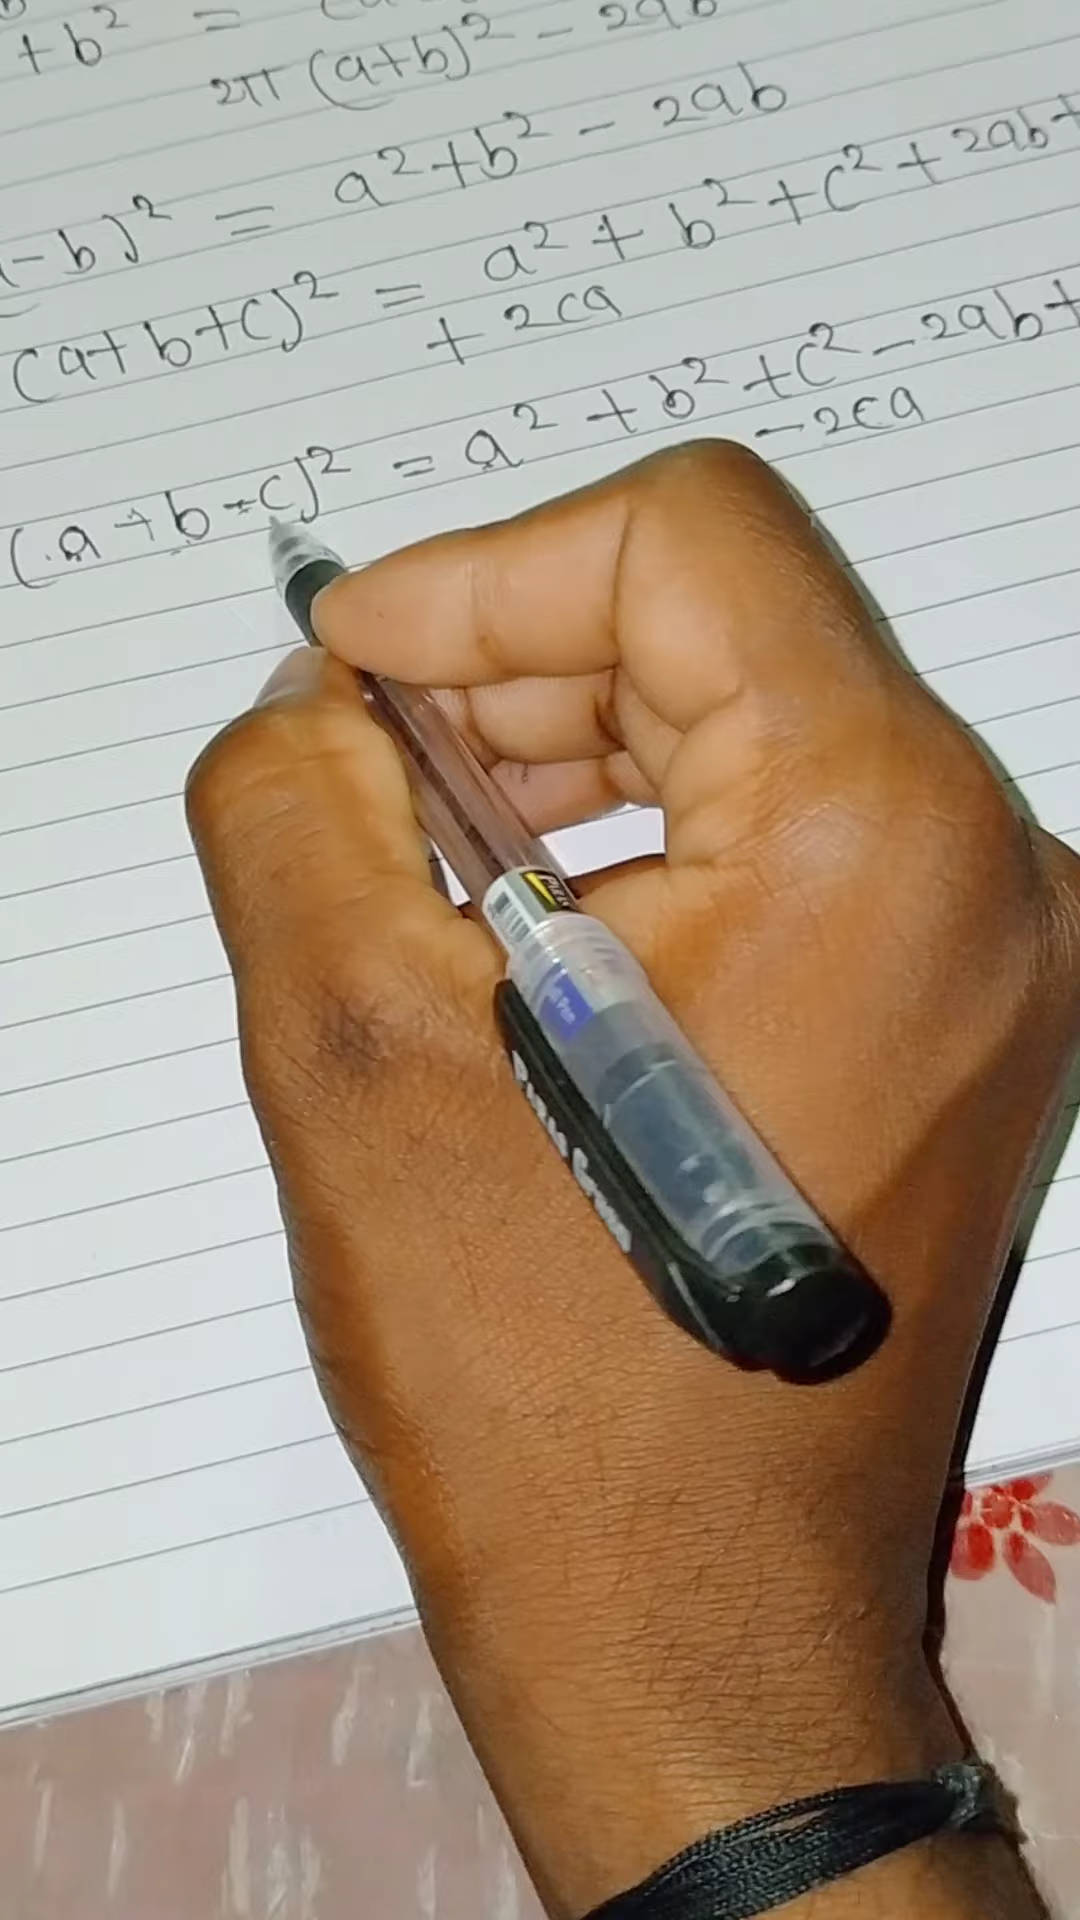 + b² =
या (a+b)² - 2ab
-b)² = a² + b² - 2ab
(a+b+c)² = a² + b² + c² + 2ab +
+ 2ca
(a+b-c)² = a² + b² + c² - 2ab +
- 2ca
Pen